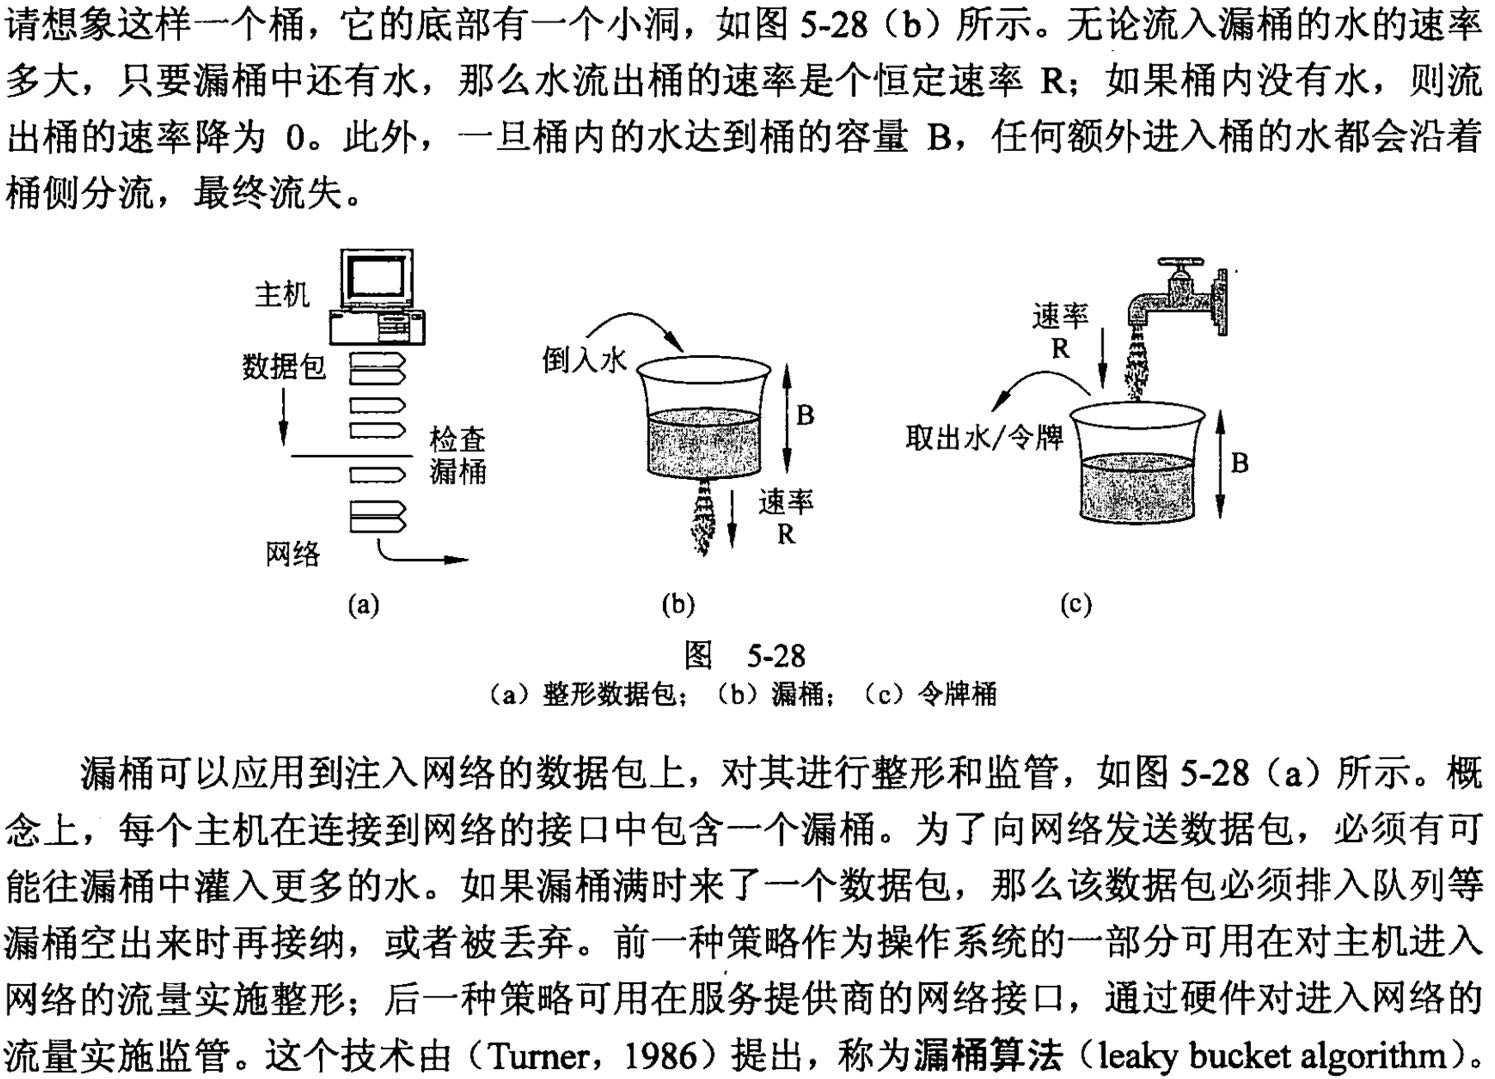 请想象这样一个桶，它的底部有一个小洞，如图 5-28（b）所示。无论流入漏桶的水的速率
多大，只要漏桶中还有水，那么水流出桶的速率是个恒定速率 R；如果桶内没有水，则流
出桶的速率降为 0。此外，一旦桶内的水达到桶的容量 B，任何额外进入桶的水都会沿着
桶侧分流，最终流失。
主机
数据包
检查
漏桶
网络
(a)
倒入水
B
速率
R
(b)
速率
R
取出水/令牌
B
(c)
图 5-28
（a）整形数据包；（b）漏桶；（c）令牌桶
漏桶可以应用到注入网络的数据包上，对其进行整形和监管，如图 5-28（a）所示。概
念上，每个主机在连接到网络的接口中包含一个漏桶。为了向网络发送数据包，必须有可
能往漏桶中灌入更多的水。如果漏桶满时来了一个数据包，那么该数据包必须排入队列等
漏桶空出来时再接纳，或者被丢弃。前一种策略作为操作系统的一部分可用在对主机进入
网络的流量实施整形；后一种策略可用在服务提供商的网络接口，通过硬件对进入网络的
流量实施监管。这个技术由（Turner，1986）提出，称为漏桶算法（leaky bucket algorithm）。